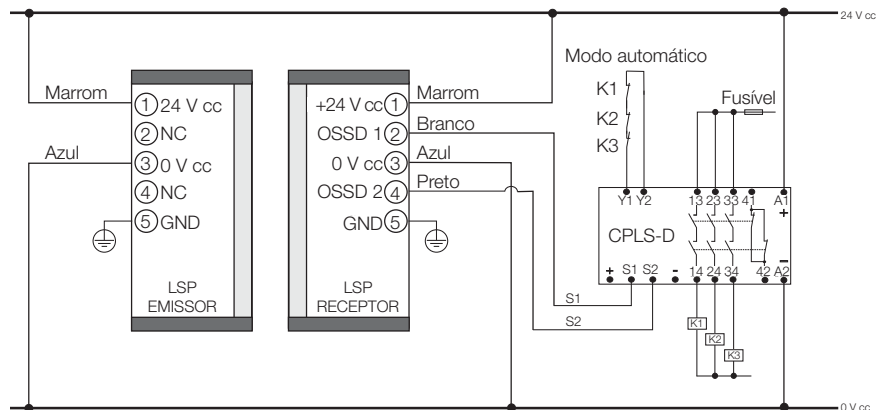 24 V cc
Modo automático
Marrom
Marrom
K1
Fusível
1 24 V cc
+24 V cc 1
Branco
K2
2 NC
OSSD 1 2
K3
Azul
Azul
3 0 V cc
0 V cc 3
Preto
4 NC
OSSD 2 4
Y1 Y2 13 23 33 41 A1
+
5 GND
GND 5
CPLS-D
–
LSP
EMISSOR
LSP
RECEPTOR
+ S1 S2 - 14 24 34 42 A2
S1
S2
K1
K2
K3
0 V cc